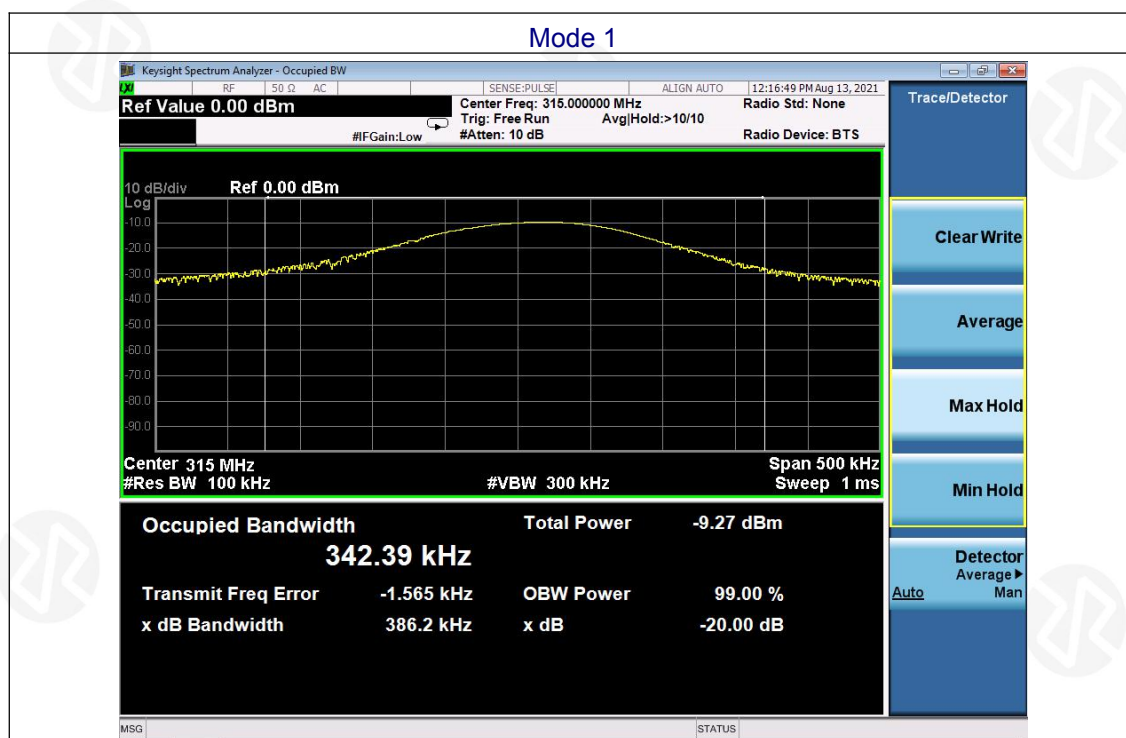 Mode 1
Keysight Spectrum Analyzer - Occupied BW
LXI RF 50 Ω AC SENSE:PULSE ALIGN AUTO 12:16:49 PM Aug 13, 2021
Ref Value 0.00 dBm Center Freq: 315.000000 MHz Radio Std: None
Trig: Free Run Avg|Hold:>10/10
#IFGain:Low #Atten: 10 dB Radio Device: BTS
Trace/Detector
10 dB/div Ref 0.00 dBm
Log
-10.0
-20.0
-30.0
-40.0
-50.0
-60.0
-70.0
-80.0
-90.0
Center 315 MHz Span 500 kHz
#Res BW 100 kHz #VBW 300 kHz Sweep 1 ms
Occupied Bandwidth Total Power -9.27 dBm
342.39 kHz
Transmit Freq Error -1.565 kHz OBW Power 99.00 %
x dB Bandwidth 386.2 kHz x dB -20.00 dB
Clear Write
Average
Max Hold
Min Hold
Detector
Average
Auto Man
MSG STATUS